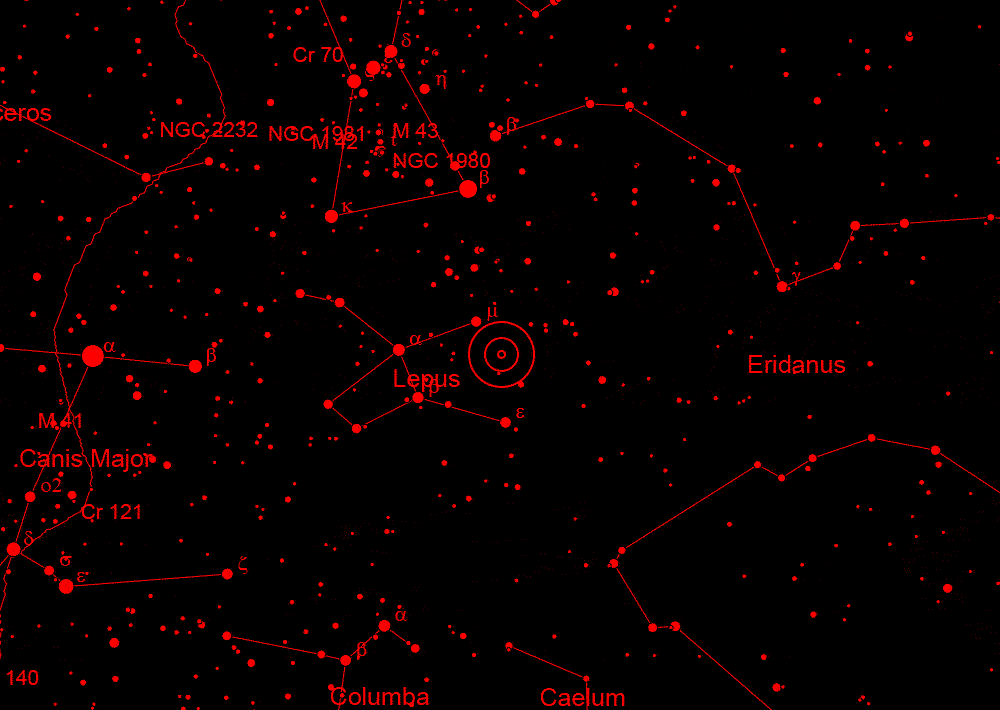 δ
Cr 70
ε
ζ
η
ceros
NGC 2232
NGC 1981
M 43
β
M 42
ι
NGC 1980
β
κ
γ
μ
α
α
β
Eridanus
Lepus
β
ε
M 41
Canis Major
ο2
Cr 121
δ
σ
ε
ζ
α
β
140
Columba
Caelum